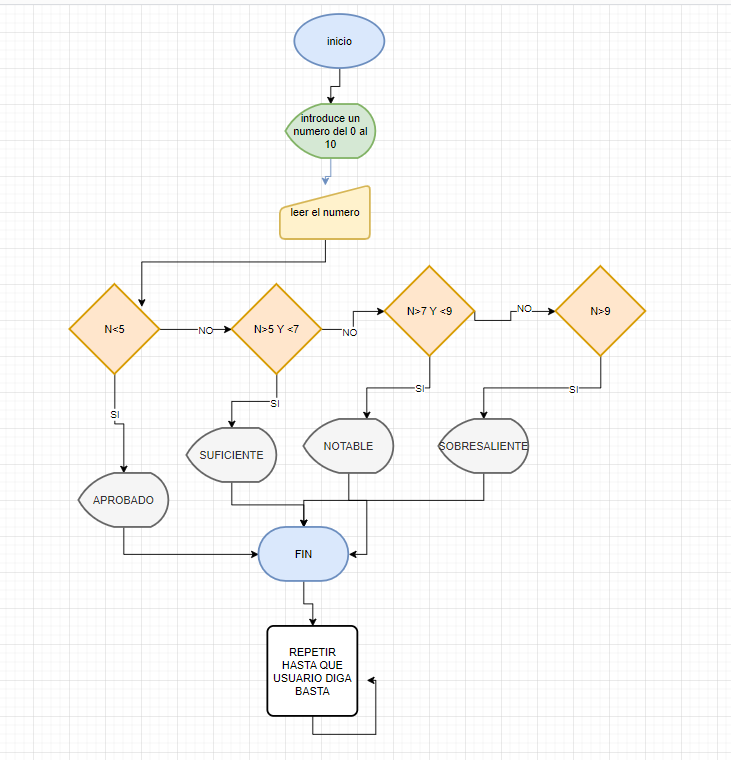 inicio
introduce un
numero del 0 al
10
leer el numero
N<5
NO
N>5 Y <7
NO
N>7 Y <9
NO
N>9
SI
SI
SI
SI
APROBADO
SUFICIENTE
NOTABLE
SOBRESALIENTE
FIN
REPETIR
HASTA QUE
USUARIO DIGA
BASTA